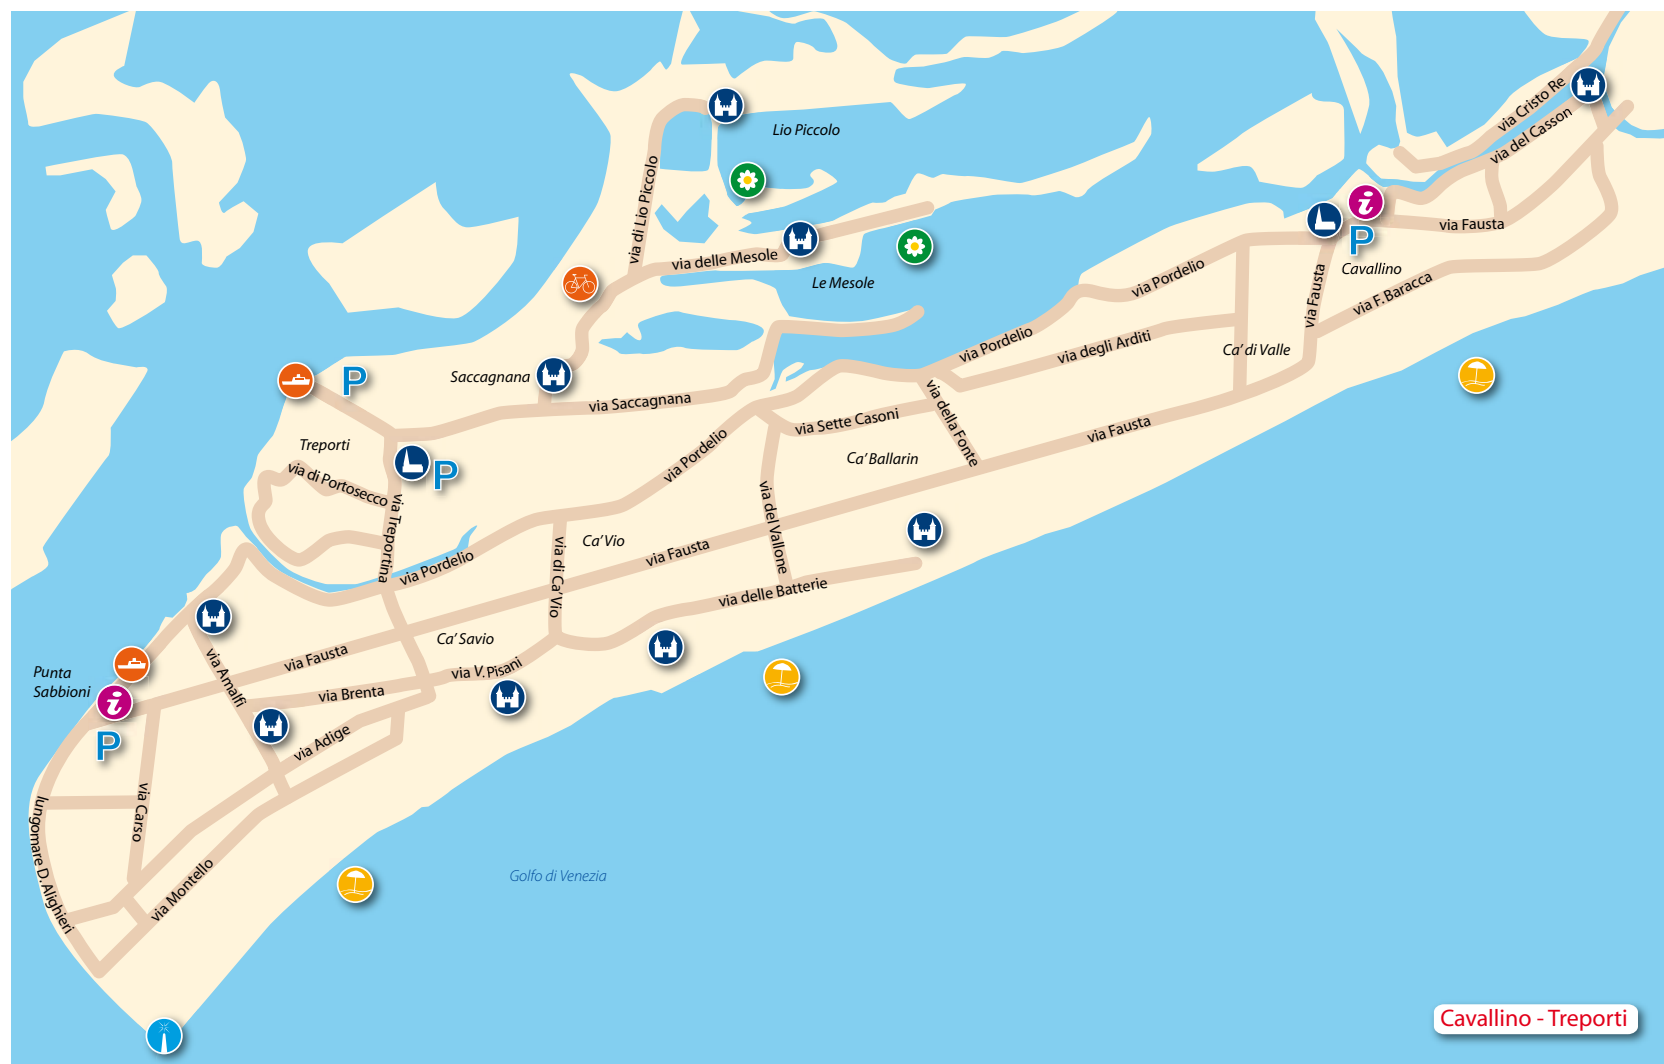 via Cristo Re
via del Casson
Lio Piccolo
via di Lio Piccolo
i
P
via Fausta
via delle Mesole
Cavallino
Le Mesole
via Pordelio
via Fausta
via F. Baracca
via Pordelio
via degli Arditi
Ca' di Valle
Saccagnana
P
via Saccagnana
via della Fonte
via Sette Casoni
via Fausta
Treporti
via Pordelio
Ca' Ballarin
P
via di Portosecco
via Treportina
via del Vallone
Ca' Vio
via Fausta
via Pordelio
via di Ca' Vio
via delle Batterie
Ca' Savio
via Fausta
via Amalfi
via V. Pisani
Punta
Sabbioni
i
P
via Brenta
via Adige
via Carso
lungomare D. Alighieri
via Montello
Golfo di Venezia
Cavallino - Treporti